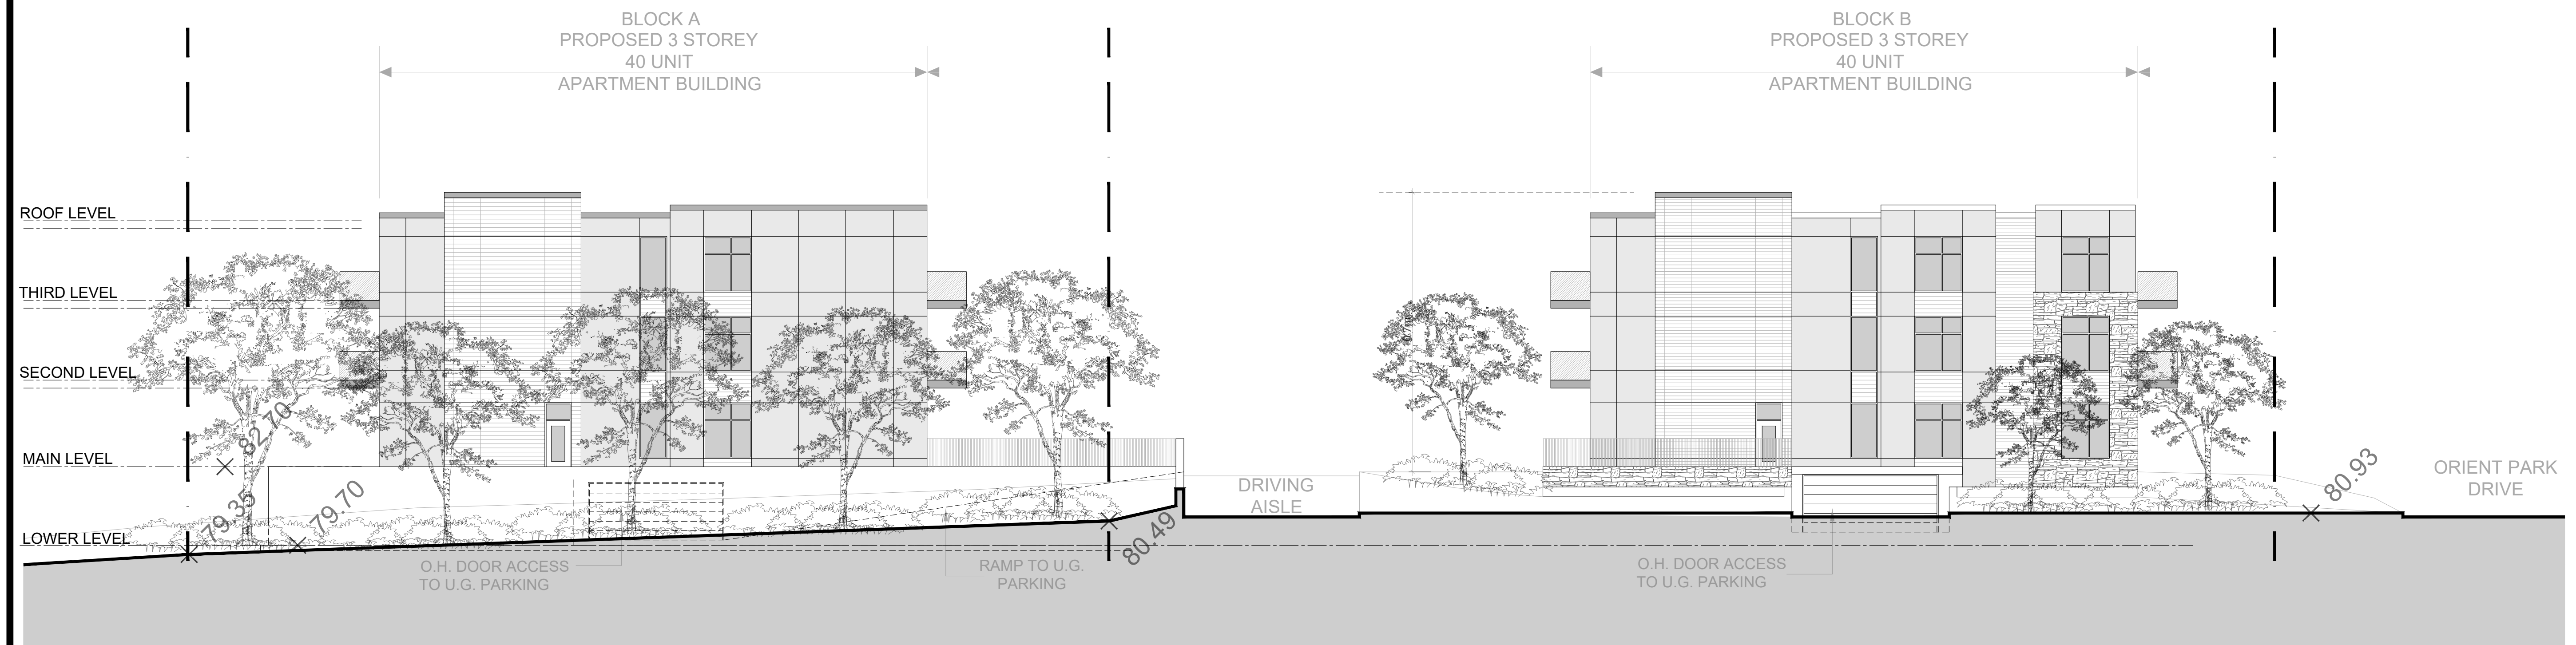 BLOCK A
PROPOSED 3 STOREY
40 UNIT
APARTMENT BUILDING
BLOCK B
PROPOSED 3 STOREY
40 UNIT
APARTMENT BUILDING
ROOF LEVEL
THIRD LEVEL
SECOND LEVEL
MAIN LEVEL
LOWER LEVEL
82.70
79.35
79.70
80.49
80.93
DRIVING
AISLE
ORIENT PARK
DRIVE
O.H. DOOR ACCESS
TO U.G. PARKING
RAMP TO U.G.
PARKING
O.H. DOOR ACCESS
TO U.G. PARKING